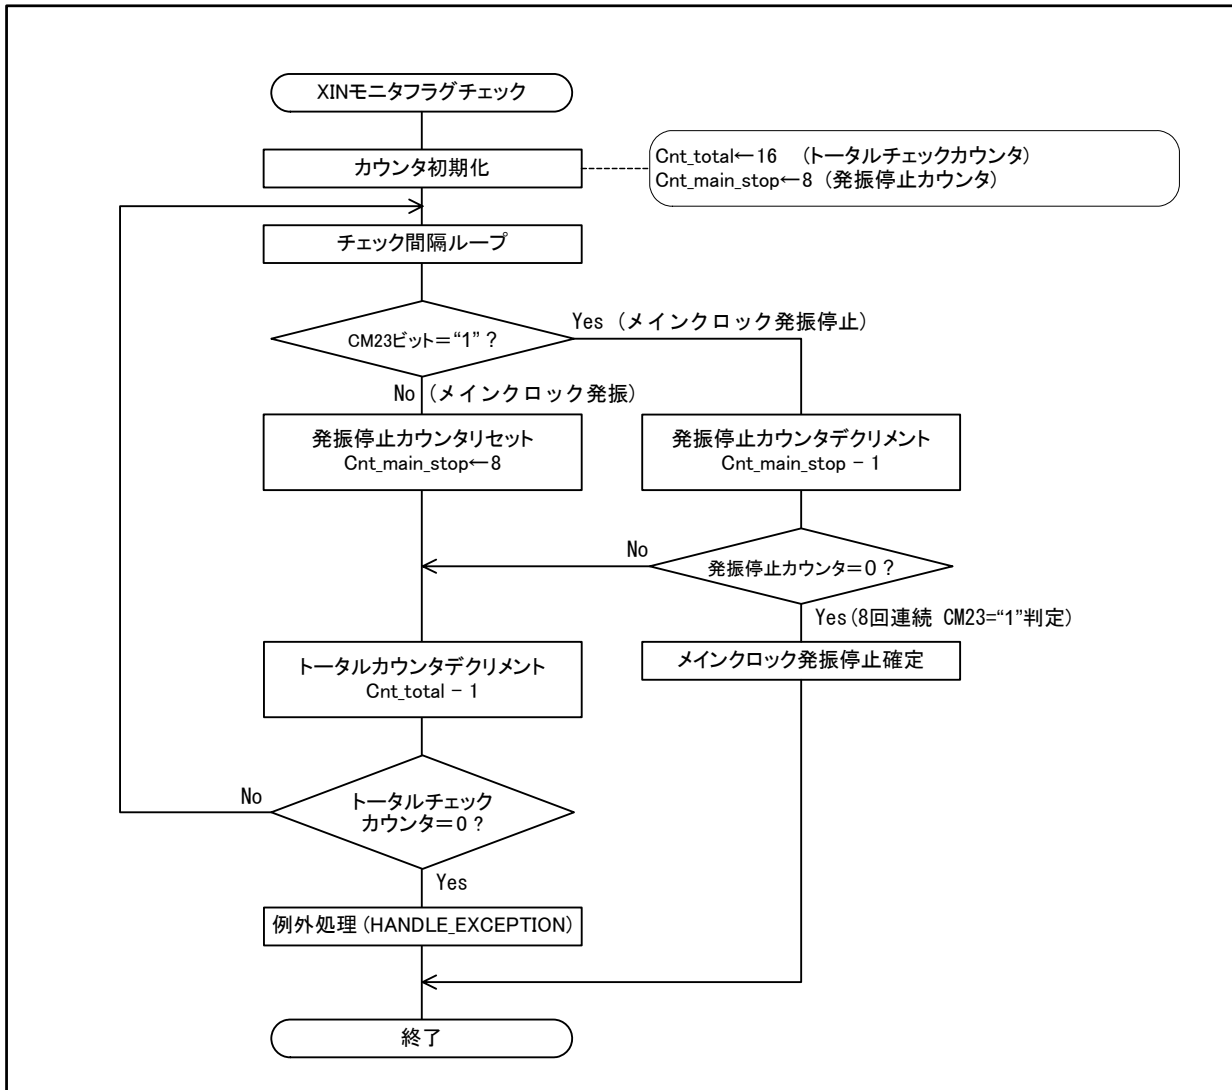 XINモニタフラグチェック
カウンタ初期化
Cnt_total←16 (トータルチェックカウンタ)
Cnt_main_stop←8 (発振停止カウンタ)
チェック間隔ループ
CM23ビット＝“1”？
Yes (メインクロック発振停止)
No (メインクロック発振)
発振停止カウンタリセット
Cnt_main_stop←8
発振停止カウンタデクリメント
Cnt_main_stop － 1
No
発振停止カウンタ＝０？
Yes(8回連続 CM23=“1”判定)
トータルカウンタデクリメント
Cnt_total － 1
メインクロック発振停止確定
No
トータルチェック
カウンタ＝0？
Yes
例外処理(HANDLE_EXCEPTION)
終了